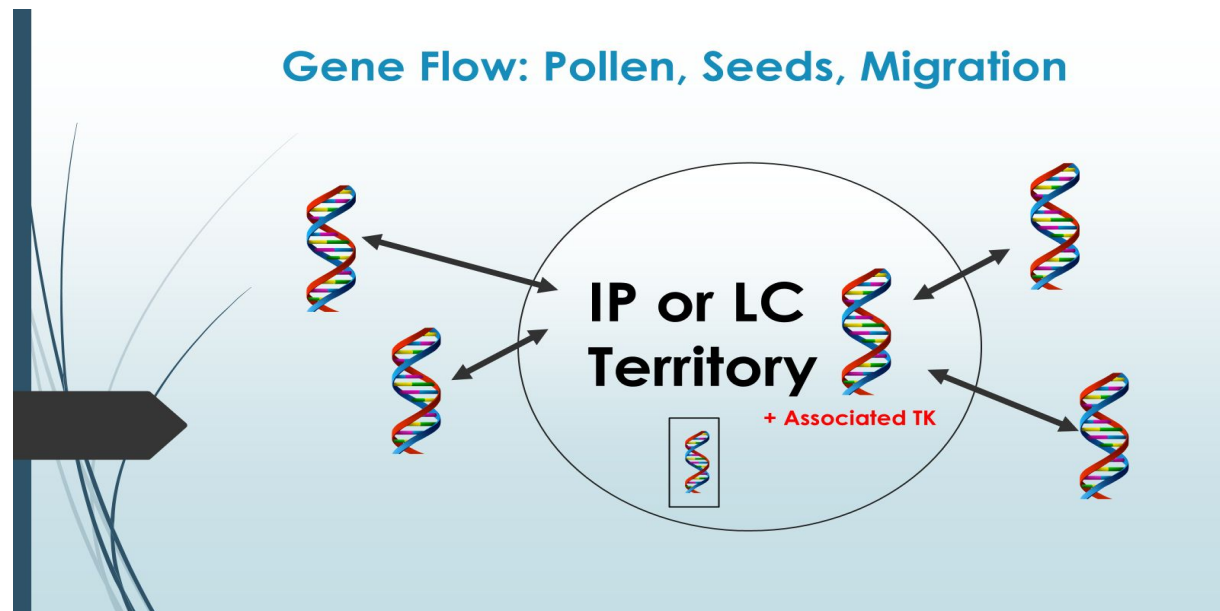 Gene Flow: Pollen, Seeds, Migration
IP or LC
Territory
+ Associated TK